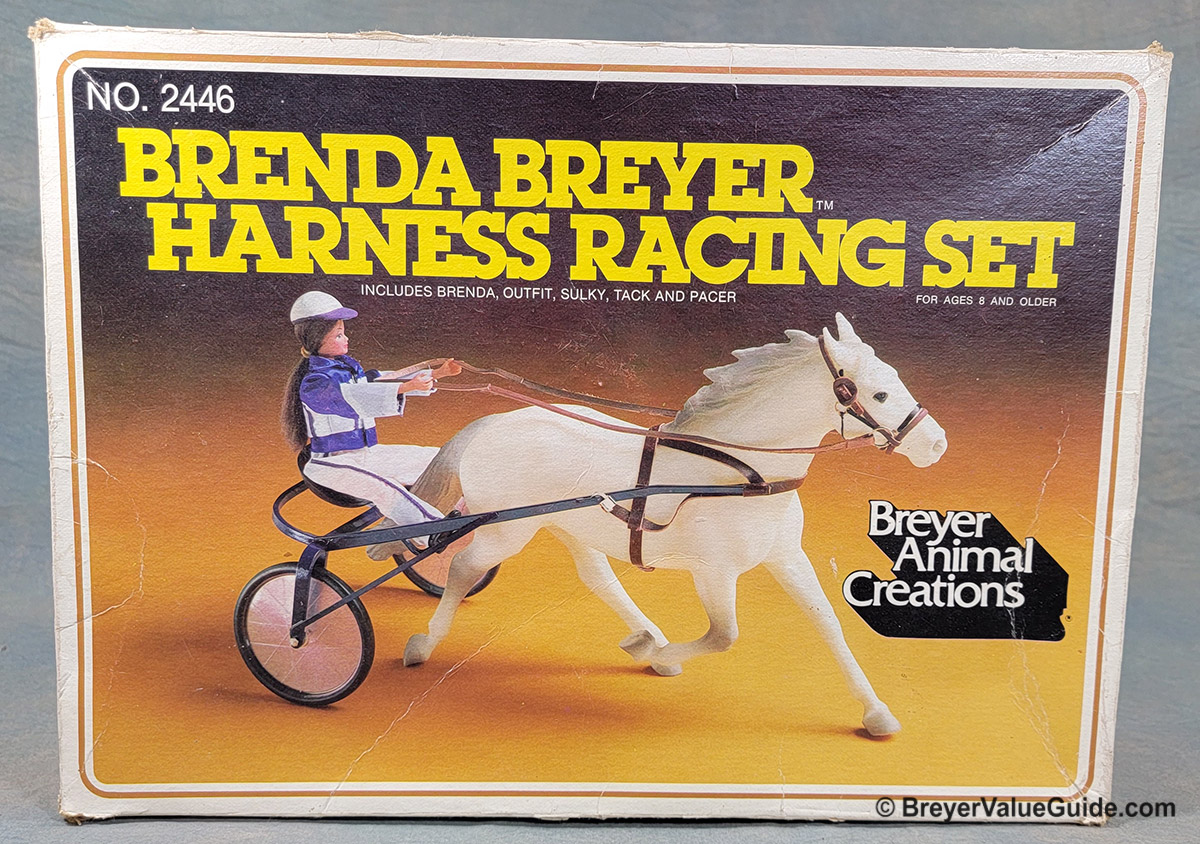 NO. 2446
BRENDA BREYER™
HARNESS RACING SET
INCLUDES BRENDA, OUTFIT, SULKY, TACK AND PACER
FOR AGES 8 AND OLDER
Breyer
Animal
Creations
© BreyerValueGuide.com